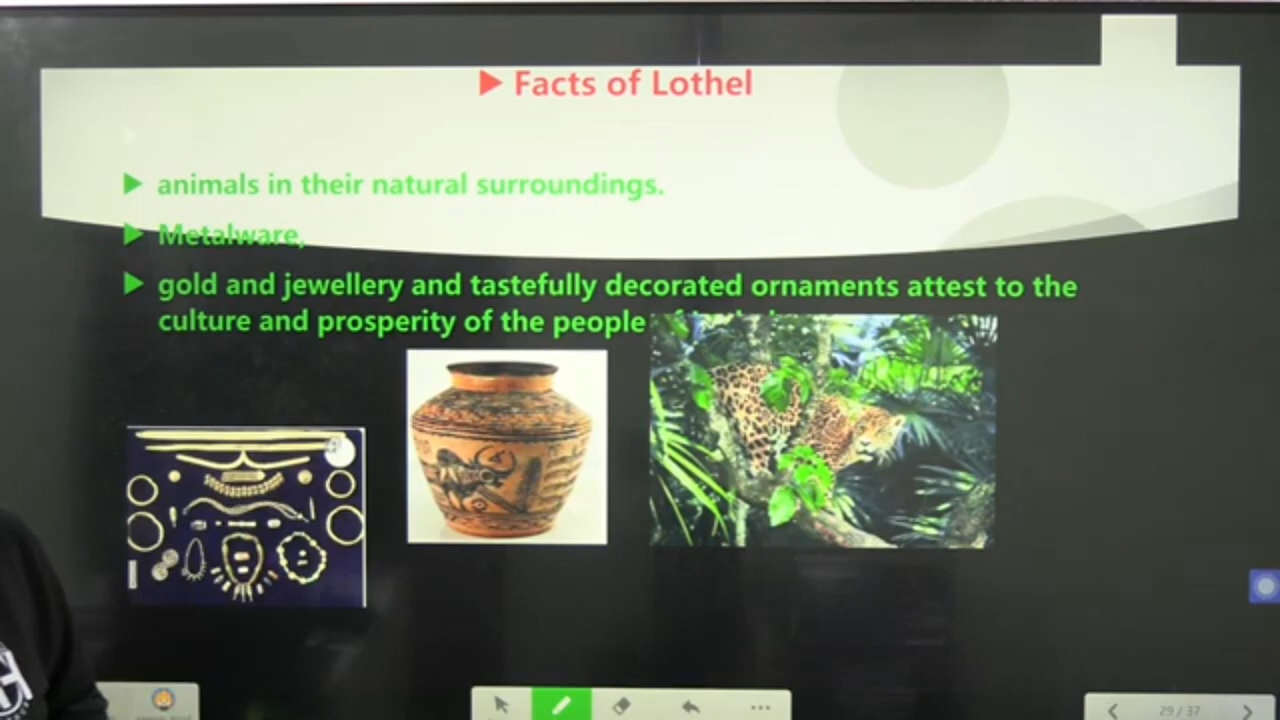 ▶ Facts of Lothel
▶ animals in their natural surroundings.
▶ Metalware,
▶ gold and jewellery and tastefully decorated ornaments attest to the
culture and prosperity of the people
29 / 37